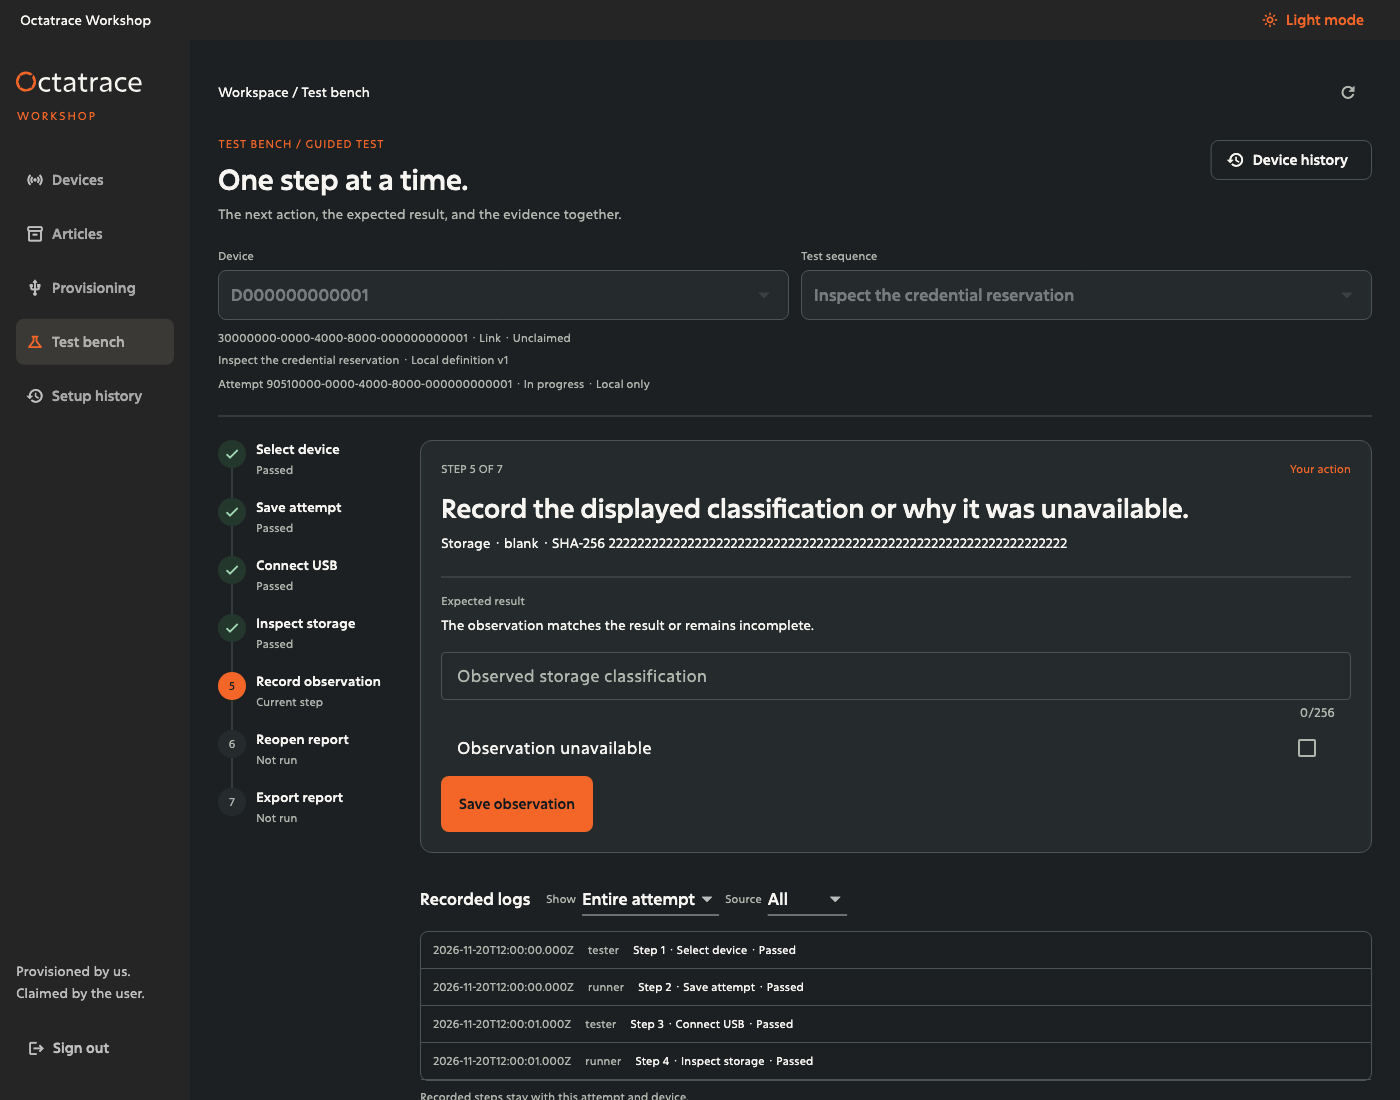 Octatrace Workshop
Light mode
Octatrace
WORKSHOP
Devices
Articles
Provisioning
Test bench
Setup history
Provisioned by us.
Claimed by the user.
Sign out
Workspace / Test bench
TEST BENCH / GUIDED TEST
One step at a time.
The next action, the expected result, and the evidence together.
Device history
Device
D000000000001
Test sequence
Inspect the credential reservation
30000000-0000-4000-8000-000000000001 · Link · Unclaimed
Inspect the credential reservation · Local definition v1
Attempt 90510000-0000-4000-8000-000000000001 · In progress · Local only
Select device
Passed
Save attempt
Passed
Connect USB
Passed
Inspect storage
Passed
5
Record observation
Current step
6
Reopen report
Not run
7
Export report
Not run
STEP 5 OF 7
Your action
Record the displayed classification or why it was unavailable.
Storage · blank · SHA-256 2222222222222222222222222222222222222222222222222222222222222222
Expected result
The observation matches the result or remains incomplete.
Observed storage classification
0/256
Observation unavailable
Save observation
Recorded logs
Show
Entire attempt
Source
All
2026-11-20T12:00:00.000Z tester Step 1 · Select device · Passed
2026-11-20T12:00:00.000Z runner Step 2 · Save attempt · Passed
2026-11-20T12:00:01.000Z tester Step 3 · Connect USB · Passed
2026-11-20T12:00:01.000Z runner Step 4 · Inspect storage · Passed
Recorded steps stay with this attempt and device.